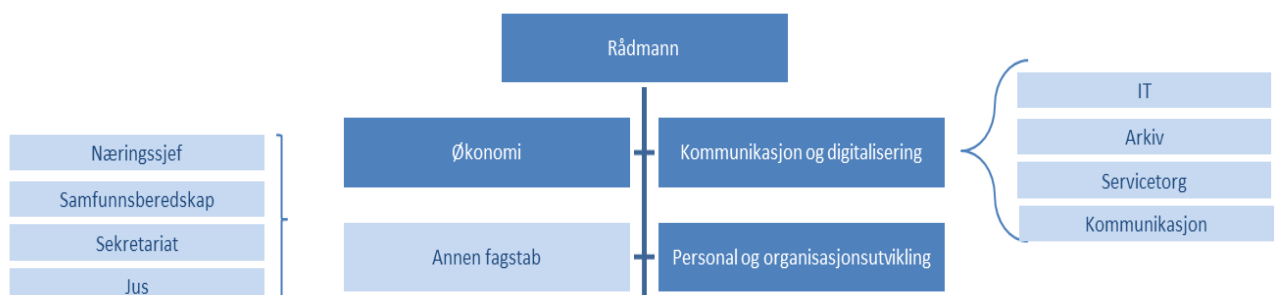 Rådmann
IT
Økonomi
Kommunikasjon og digitalisering
Arkiv
Næringssjef
Servicetorg
Samfunnsberedskap
Kommunikasjon
Sekretariat
Annen fagstab
Personal og organisasjonsutvikling
Jus